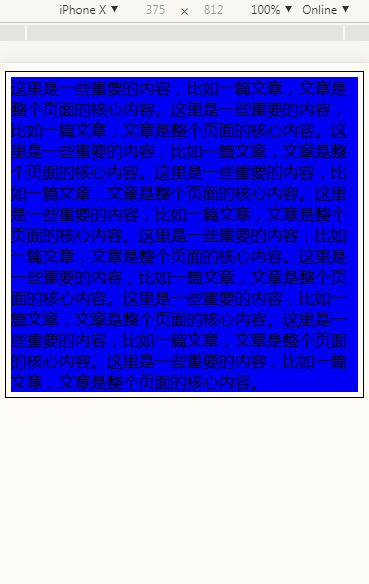 iPhone X ▼ 375 × 812 100% ▼ Online ▼
这里是一些重要的内容，比如一篇文章，文章是
整个页面的核心内容。这里是一些重要的内容，
比如一篇文章，文章是整个页面的核心内容。这
里是一些重要的内容，比如一篇文章，文章是整
个页面的核心内容。这里是一些重要的内容，比
如一篇文章，文章是整个页面的核心内容。这里
是一些重要的内容，比如一篇文章，文章是整个
页面的核心内容。这里是一些重要的内容，比如
一篇文章，文章是整个页面的核心内容。这里是
一些重要的内容，比如一篇文章，文章是整个页
面的核心内容。这里是一些重要的内容，比如一
篇文章，文章是整个页面的核心内容。这里是一
些重要的内容，比如一篇文章，文章是整个页面
的核心内容。这里是一些重要的内容，比如一篇
文章，文章是整个页面的核心内容。